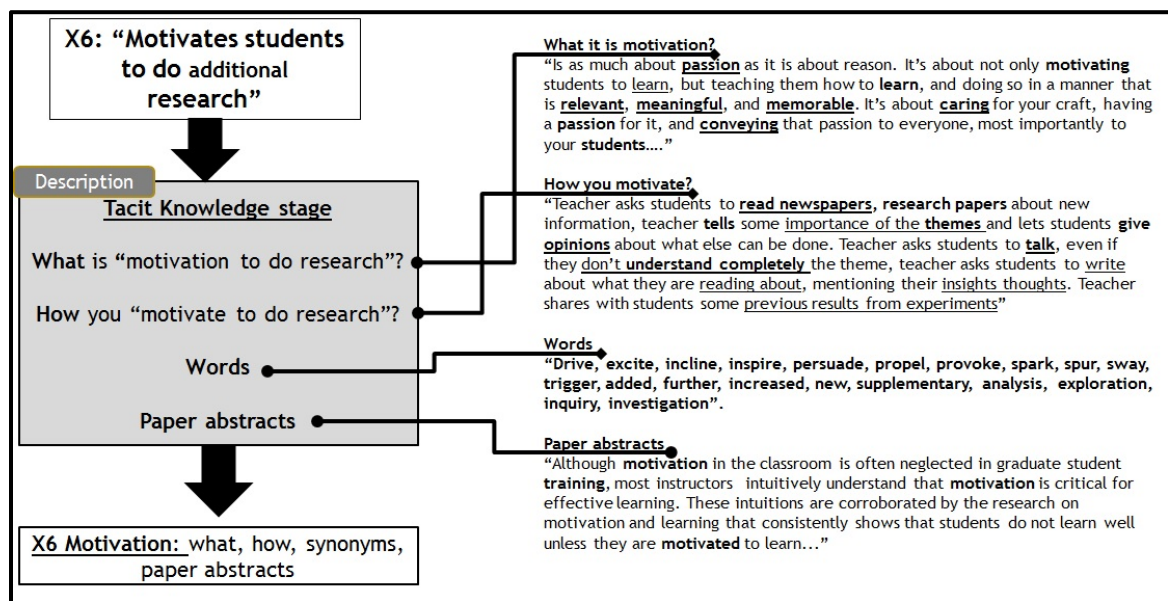 X6: “Motivates students
to do additional
research”
Description
Tacit Knowledge stage
What is “motivation to do research”?
How you “motivate to do research”?
Words
Paper abstracts
X6 Motivation: what, how, synonyms,
paper abstracts
What it is motivation?
“Is as much about passion as it is about reason. It’s about not only motivating
students to learn, but teaching them how to learn, and doing so in a manner that
is relevant, meaningful, and memorable. It’s about caring for your craft, having
a passion for it, and conveying that passion to everyone, most importantly to
your students….”
How you motivate?
“Teacher asks students to read newspapers, research papers about new
information, teacher tells some importance of the themes and lets students give
opinions about what else can be done. Teacher asks students to talk, even if
they don’t understand completely the theme, teacher asks students to write
about what they are reading about, mentioning their insights thoughts. Teacher
shares with students some previous results from experiments”
Words
“Drive, excite, incline, inspire, persuade, propel, provoke, spark, spur, sway,
trigger, added, further, increased, new, supplementary, analysis, exploration,
inquiry, investigation”.
Paper abstracts
“Although motivation in the classroom is often neglected in graduate student
training, most instructors intuitively understand that motivation is critical for
effective learning. These intuitions are corroborated by the research on
motivation and learning that consistently shows that students do not learn well
unless they are motivated to learn...”